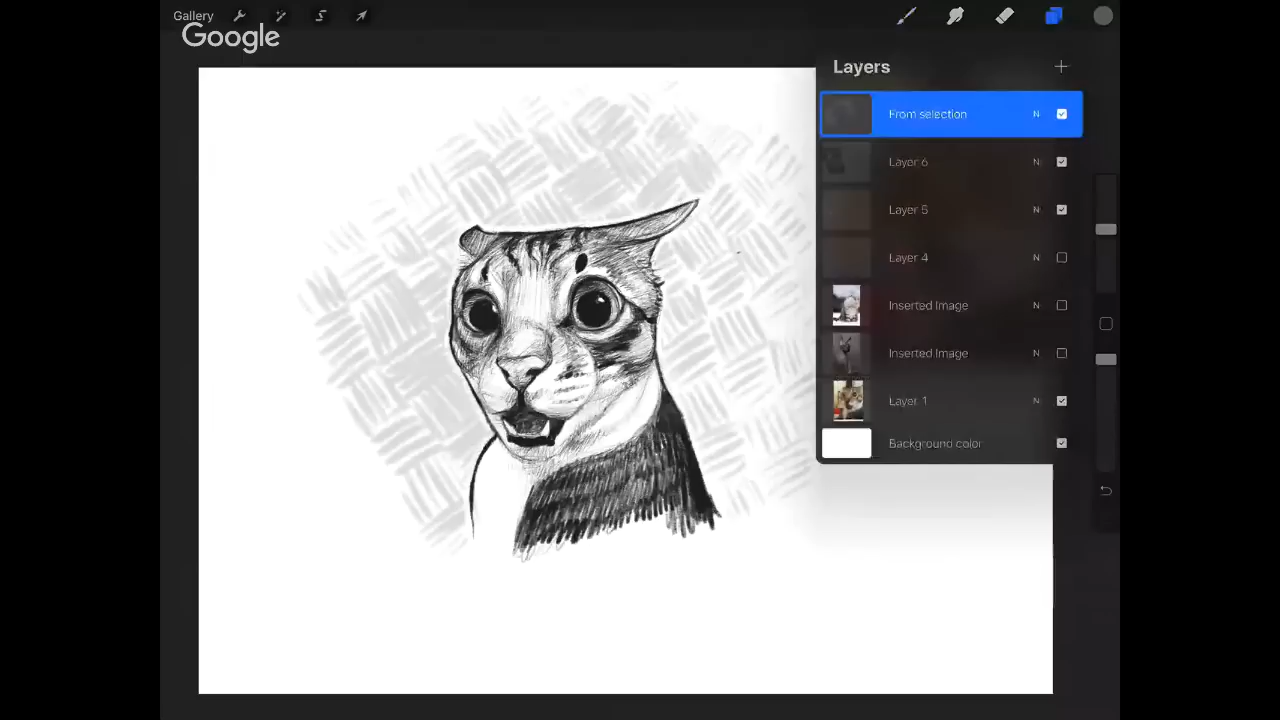 Gallery
Google
Layers
From selection N
Layer 6 N
Layer 5 N
Layer 4 N
Inserted Image N
Inserted Image N
Layer 1 N
Background color